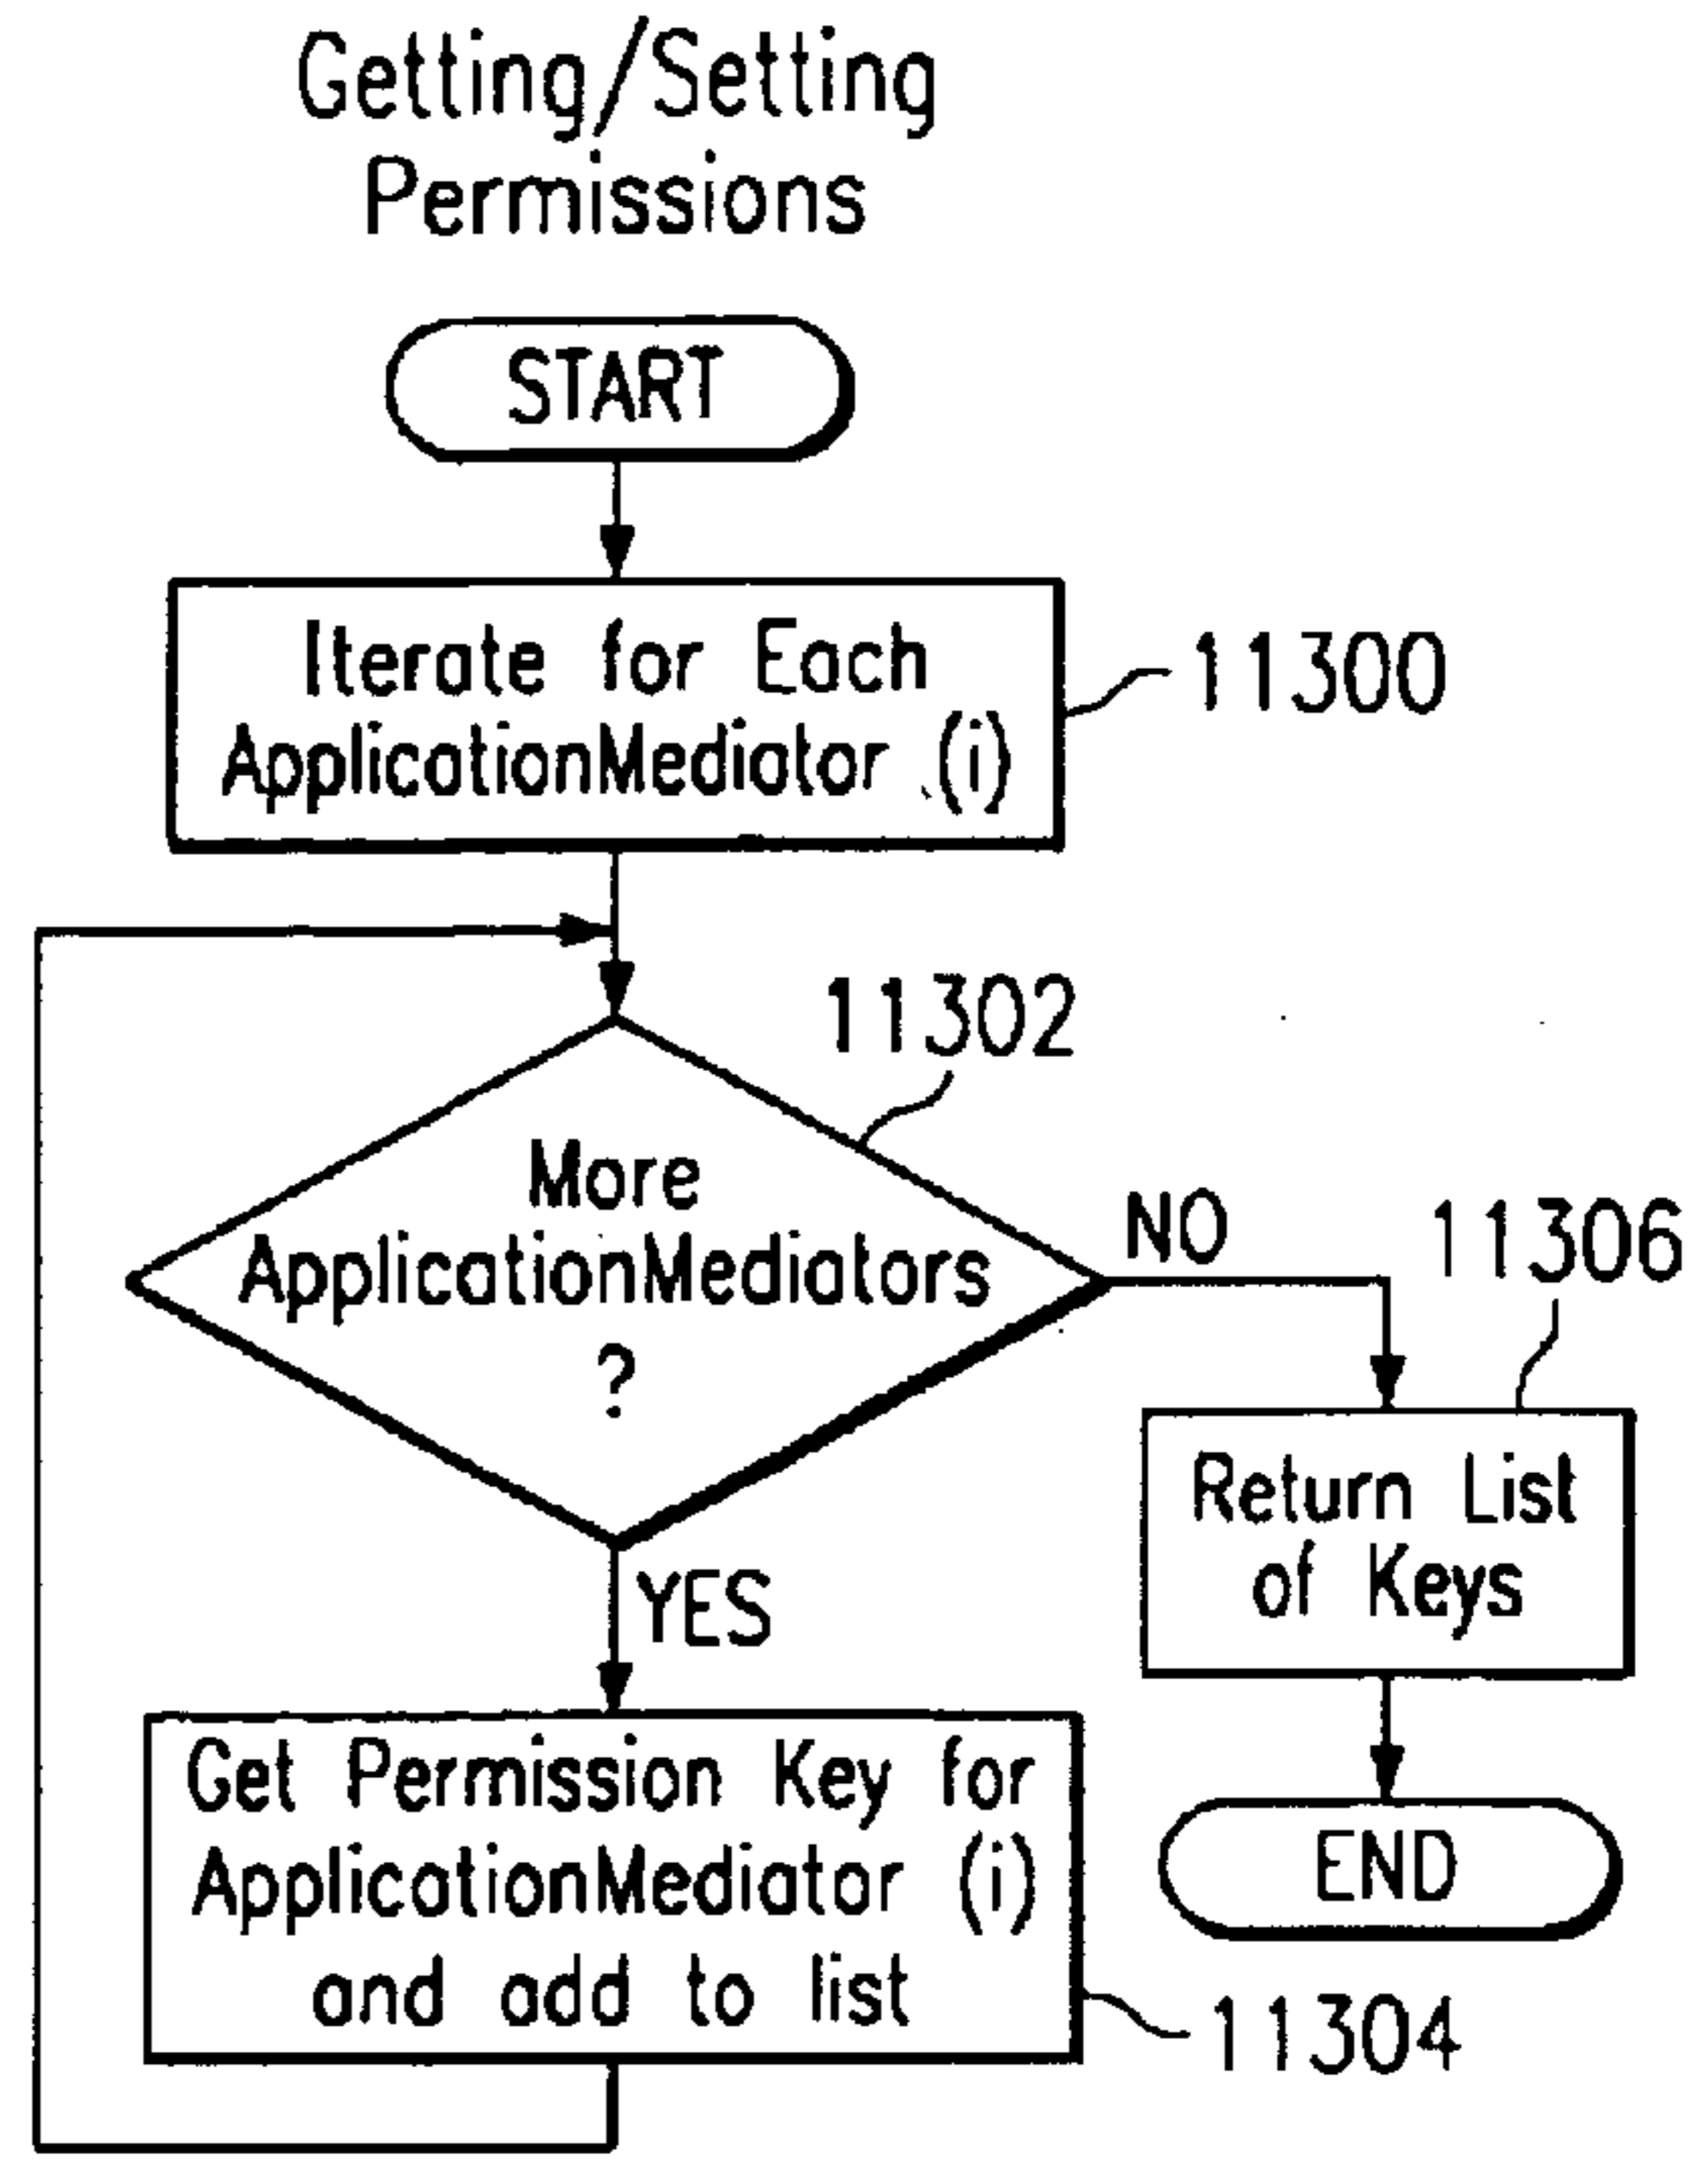 Getting/Setting
Permissions
START
Iterate for Each
ApplicationMediator (i)
11300
11302
More
ApplicationMediators
?
NO
11306
Return List
of Keys
YES
Get Permission Key for
ApplicationMediator (i)
and add to list
END
11304